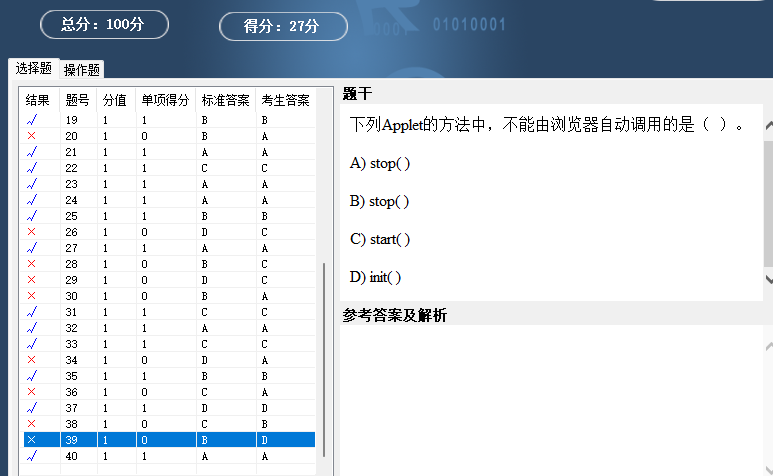 总分：100分 得分：27分
01010001
选择题 操作题
结果 题号 分值 单项得分 标准答案 考生答案
√ 19 1 1 B B
× 20 1 0 B A
√ 21 1 1 A A
√ 22 1 1 C C
√ 23 1 1 A A
√ 24 1 1 A A
√ 25 1 1 B B
× 26 1 0 D C
√ 27 1 1 A A
× 28 1 0 B C
× 29 1 0 D C
× 30 1 0 B A
√ 31 1 1 C C
√ 32 1 1 A A
√ 33 1 1 C C
× 34 1 0 D A
√ 35 1 1 B B
× 36 1 0 C A
√ 37 1 1 D D
× 38 1 0 C B
× 39 1 0 B D
√ 40 1 1 A A
题干
下列Applet的方法中，不能由浏览器自动调用的是（ ）。
A) stop( )
B) stop( )
C) start( )
D) init( )
参考答案及解析